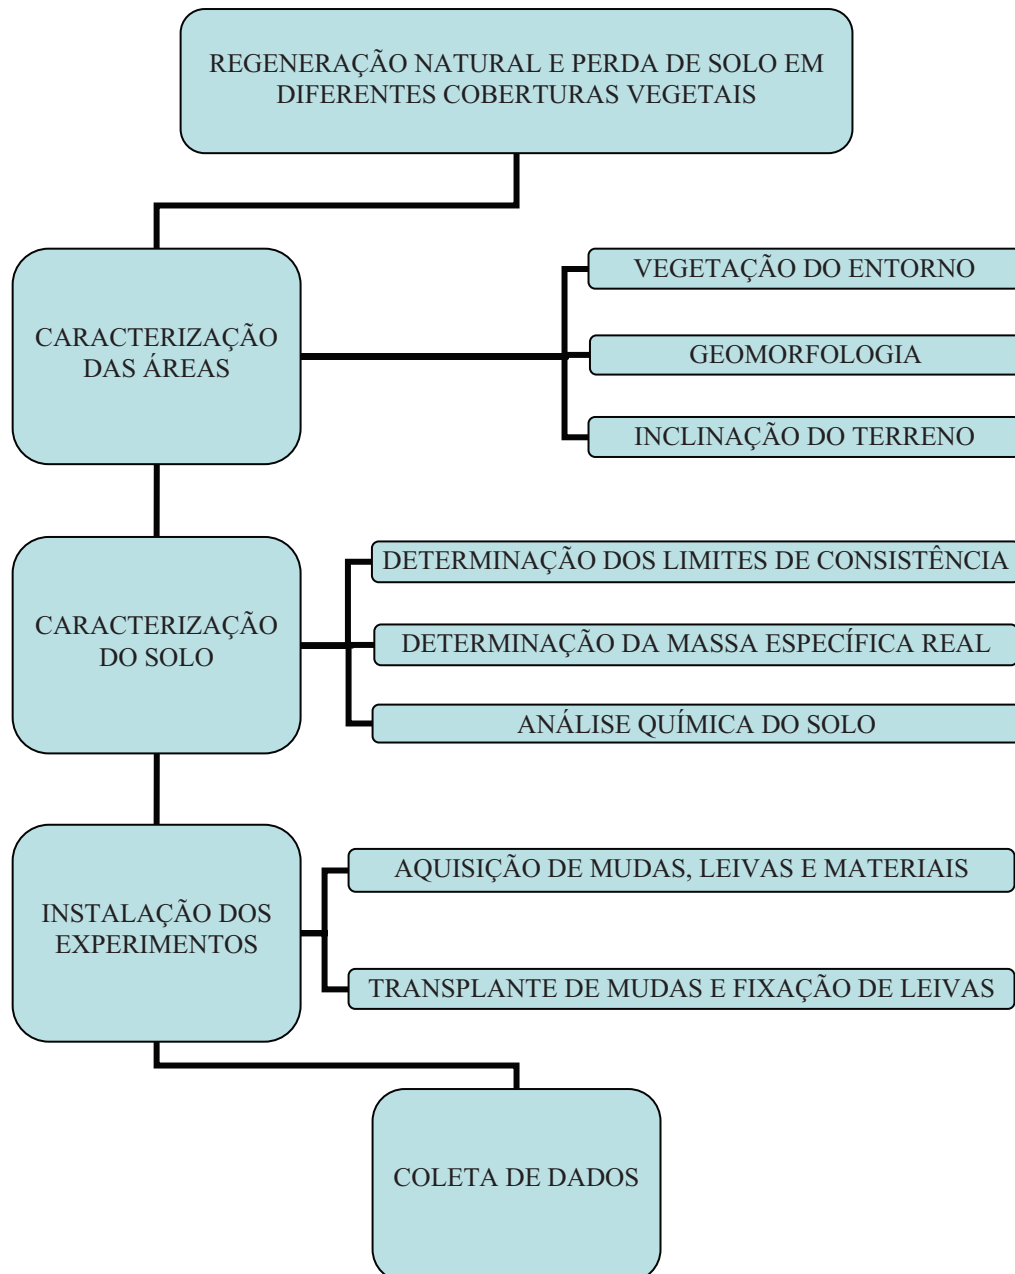 REGENERAÇÃO NATURAL E PERDA DE SOLO EM
DIFERENTES COBERTURAS VEGETAIS
CARACTERIZAÇÃO
DAS ÁREAS
VEGETAÇÃO DO ENTORNO
GEOMORFOLOGIA
INCLINAÇÃO DO TERRENO
CARACTERIZAÇÃO
DO SOLO
DETERMINAÇÃO DOS LIMITES DE CONSISTÊNCIA
DETERMINAÇÃO DA MASSA ESPECÍFICA REAL
ANÁLISE QUÍMICA DO SOLO
INSTALAÇÃO DOS
EXPERIMENTOS
AQUISIÇÃO DE MUDAS, LEIVAS E MATERIAIS
TRANSPLANTE DE MUDAS E FIXAÇÃO DE LEIVAS
COLETA DE DADOS